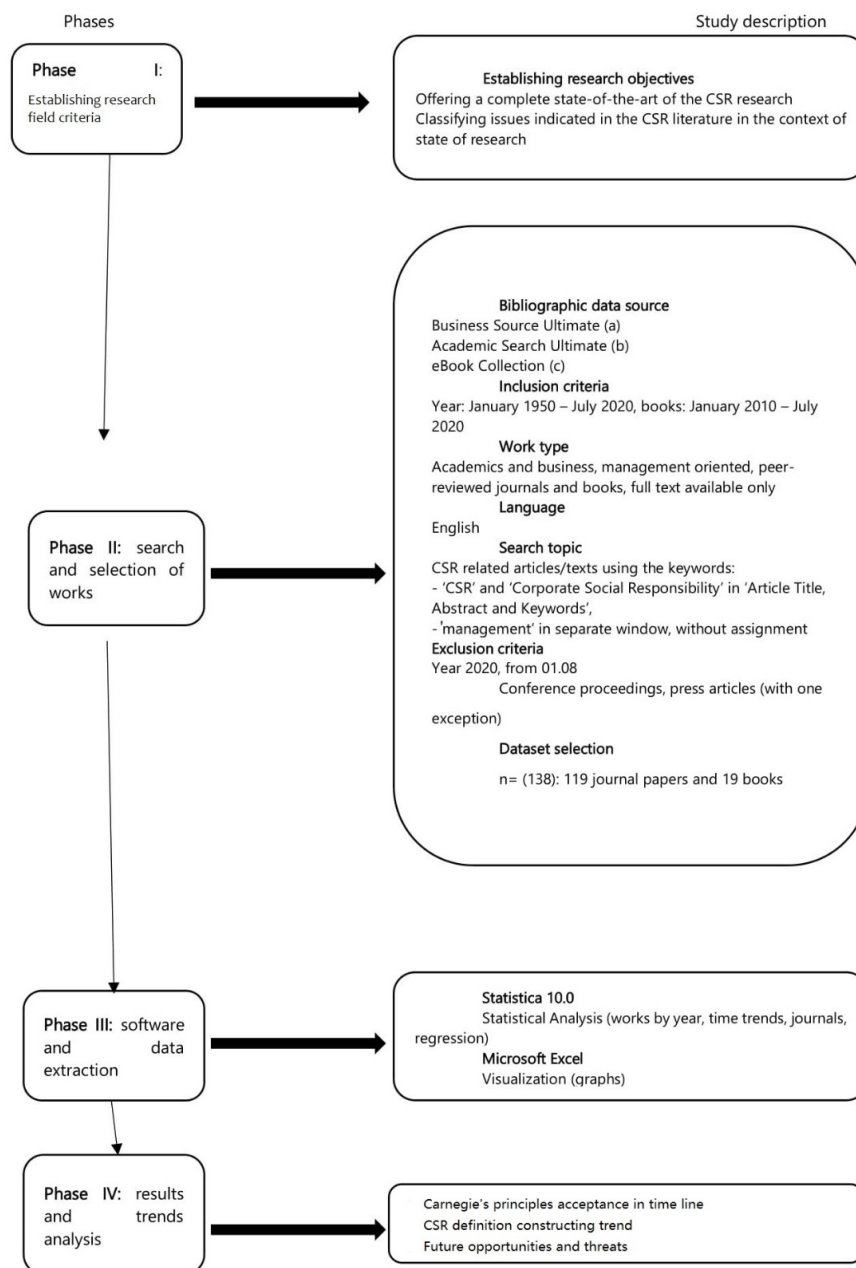 Phases
Study description
Phase I:
Establishing research
field criteria
Establishing research objectives
Offering a complete state-of-the-art of the CSR research
Classifying issues indicated in the CSR literature in the context of
state of research
Phase II: search
and selection of
works
Bibliographic data source
Business Source Ultimate (a)
Academic Search Ultimate (b)
eBook Collection (c)
Inclusion criteria
Year: January 1950 – July 2020, books: January 2010 – July
2020
Work type
Academics and business, management oriented, peer-
reviewed journals and books, full text available only
Language
English
Search topic
CSR related articles/texts using the keywords:
- ‘CSR’ and ‘Corporate Social Responsibility’ in ‘Article Title,
Abstract and Keywords’,
-'management’ in separate window, without assignment
Exclusion criteria
Year 2020, from 01.08
Conference proceedings, press articles (with one
exception)
Dataset selection
n= (138): 119 journal papers and 19 books
Phase III: software
and data
extraction
Statistica 10.0
Statistical Analysis (works by year, time trends, journals,
regression)
Microsoft Excel
Visualization (graphs)
Phase IV: results
and trends
analysis
Carnegie's principles acceptance in time line
CSR definition constructing trend
Future opportunities and threats